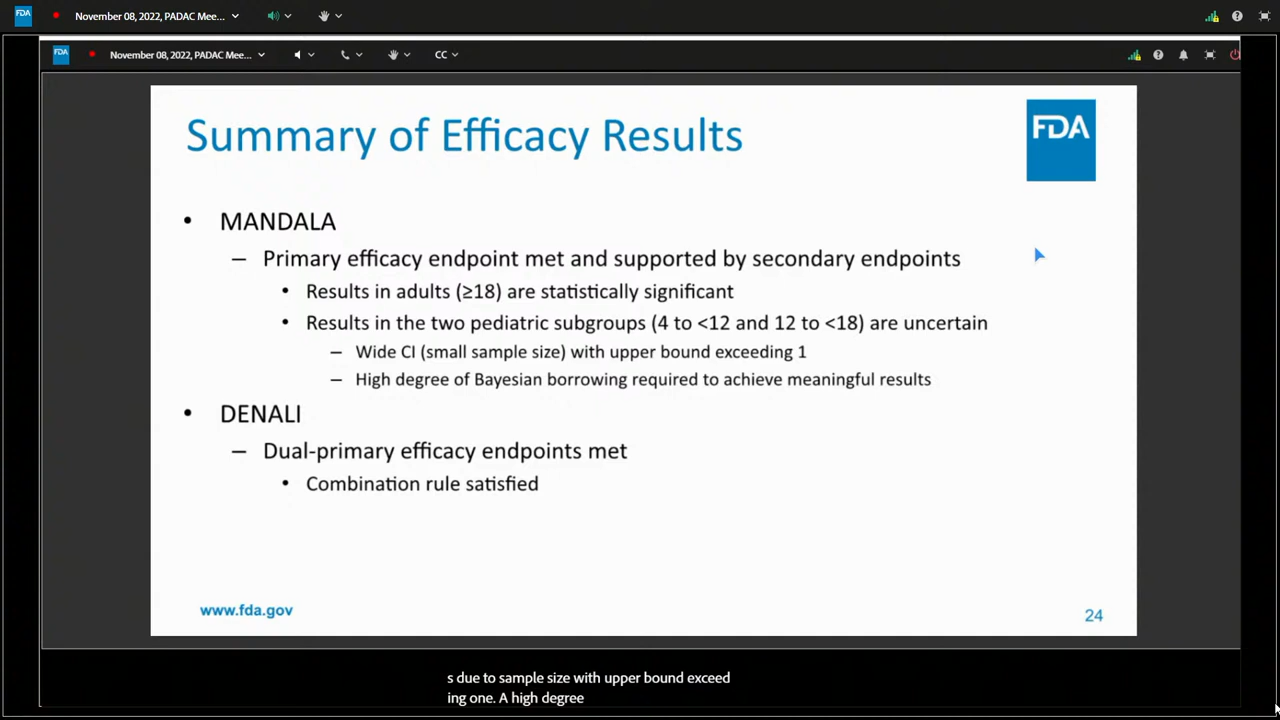 FDA
November 08, 2022, PADAC Mee...
FDA
November 08, 2022, PADAC Mee...
CC
Summary of Efficacy Results
FDA
• MANDALA
– Primary efficacy endpoint met and supported by secondary endpoints
• Results in adults (≥18) are statistically significant
• Results in the two pediatric subgroups (4 to <12 and 12 to <18) are uncertain
– Wide CI (small sample size) with upper bound exceeding 1
– High degree of Bayesian borrowing required to achieve meaningful results
• DENALI
– Dual-primary efficacy endpoints met
• Combination rule satisfied
www.fda.gov
24
s due to sample size with upper bound exceed
ing one. A high degree